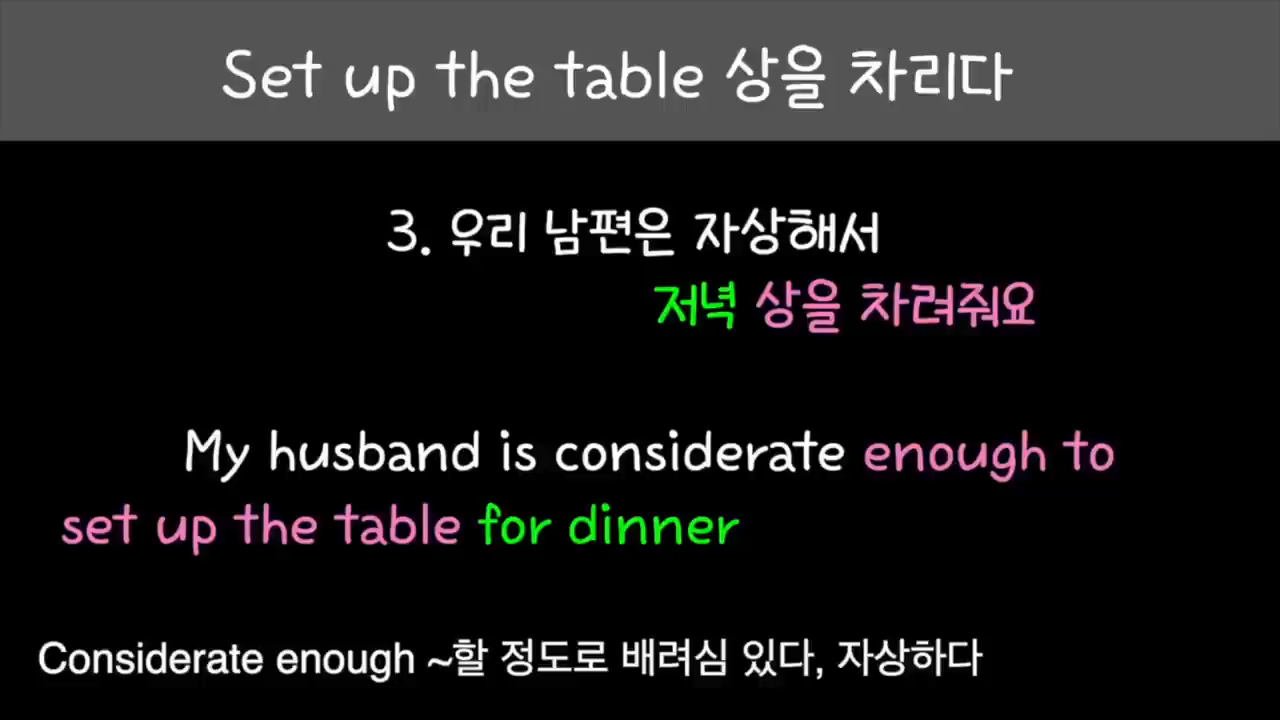 Set up the table 상을 차리다
3. 우리 남편은 자상해서
저녁 상을 차려줘요
My husband is considerate enough to
set up the table for dinner
Considerate enough ~할 정도로 배려심 있다, 자상하다